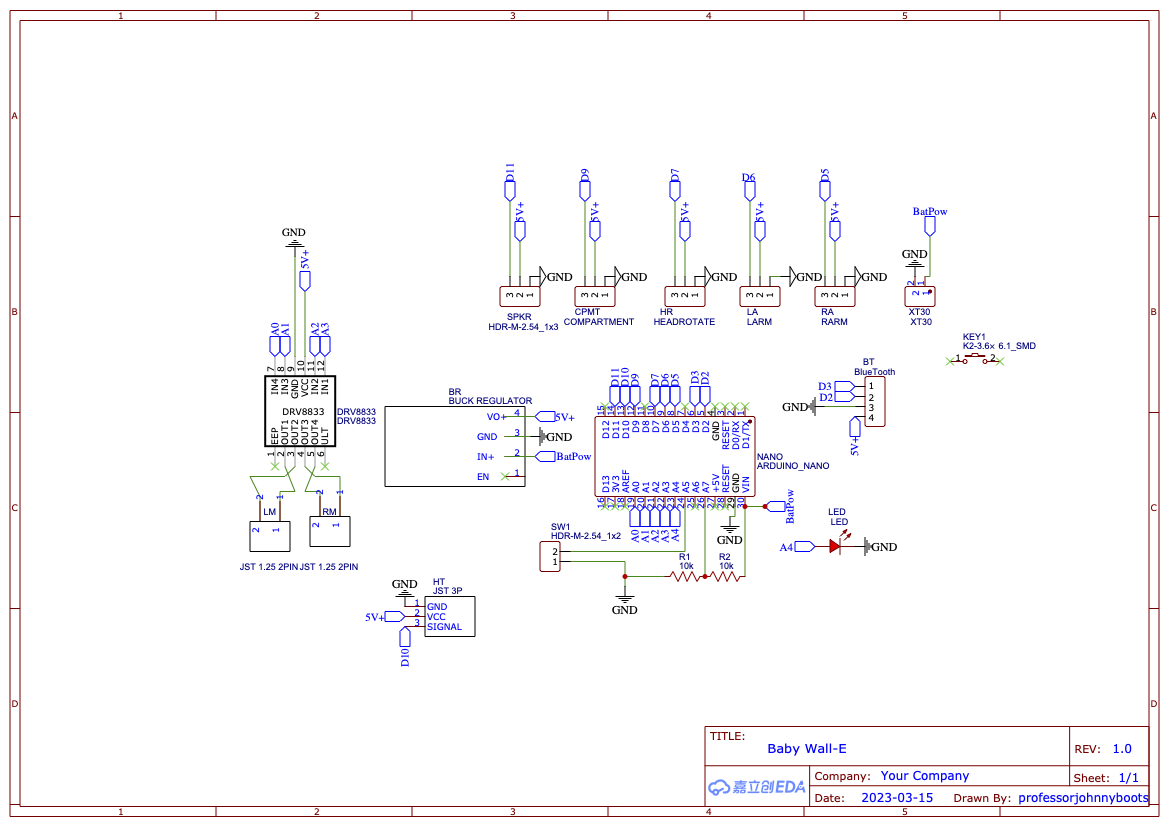 1 2 3 4 5
A A
B B
C C
D D
1 2 3 4 5
D11 D9 D7 D6 D5
5V+ 5V+ 5V+ 5V+ 5V+ BatPow
GND GND GND GND GND GND
3 2 1
3 2 1
3 2 1
3 2 1
3 2 1
2 1
2 1
SPKR
HDR-M-2.54_1x3
CPMT
COMPARTMENT
HR
HEADROTATE
LA
LARM
RA
RARM
XT30
XT30
KEY1
K2-3.6× 6.1_SMD
1 2
GND
5V+
A0 A1 A2 A3
7 8 9 10 11 12
IN4 IN3 GND VCC IN2 IN1
DRV8833
DRV8833
DRV8833
EEP OUT1 OUT2 OUT3 OUT4 ULT
1 2 3 4 5 6
2 1 2 1
LM RM
2 1 2 1
JST 1.25 2PIN JST 1.25 2PIN
BR
BUCK REGULATOR
VO+ 4 5V+
GND 3 GND
IN+ 2 BatPow
EN 1
BT
BlueTooth
D3 1
D2 2
GND 3
4
5V+
D11 D10 D9 D7 D6 D5 D3 D2
15 14 13 12 11 10 9 8 7 6 5 4 3 2 1
D12 D11 D10 D9 D8 D7 D6 D5 D4 D3 D2 GND RESET D0/RX D1/TX
NANO
ARDUINO_NANO
D13 3V3 AREF A0 A1 A2 A3 A4 A5 A6 A7 +5V RESET GND VIN
16 17 18 19 20 21 22 23 24 25 26 27 28 29 30
A0 A1 A2 A3 A4
BatPow
GND
SW1
HDR-M-2.54_1x2
2
1
R1
10k
R2
10k
GND
LED
LED
A4 GND
HT
JST 3P
GND
1 GND
5V+ 2 VCC
3 SIGNAL
D10
TITLE:
Baby Wall-E
REV: 1.0
嘉立创EDA
Company: Your Company
Sheet: 1/1
Date: 2023-03-15 Drawn By: professorjohnnyboots